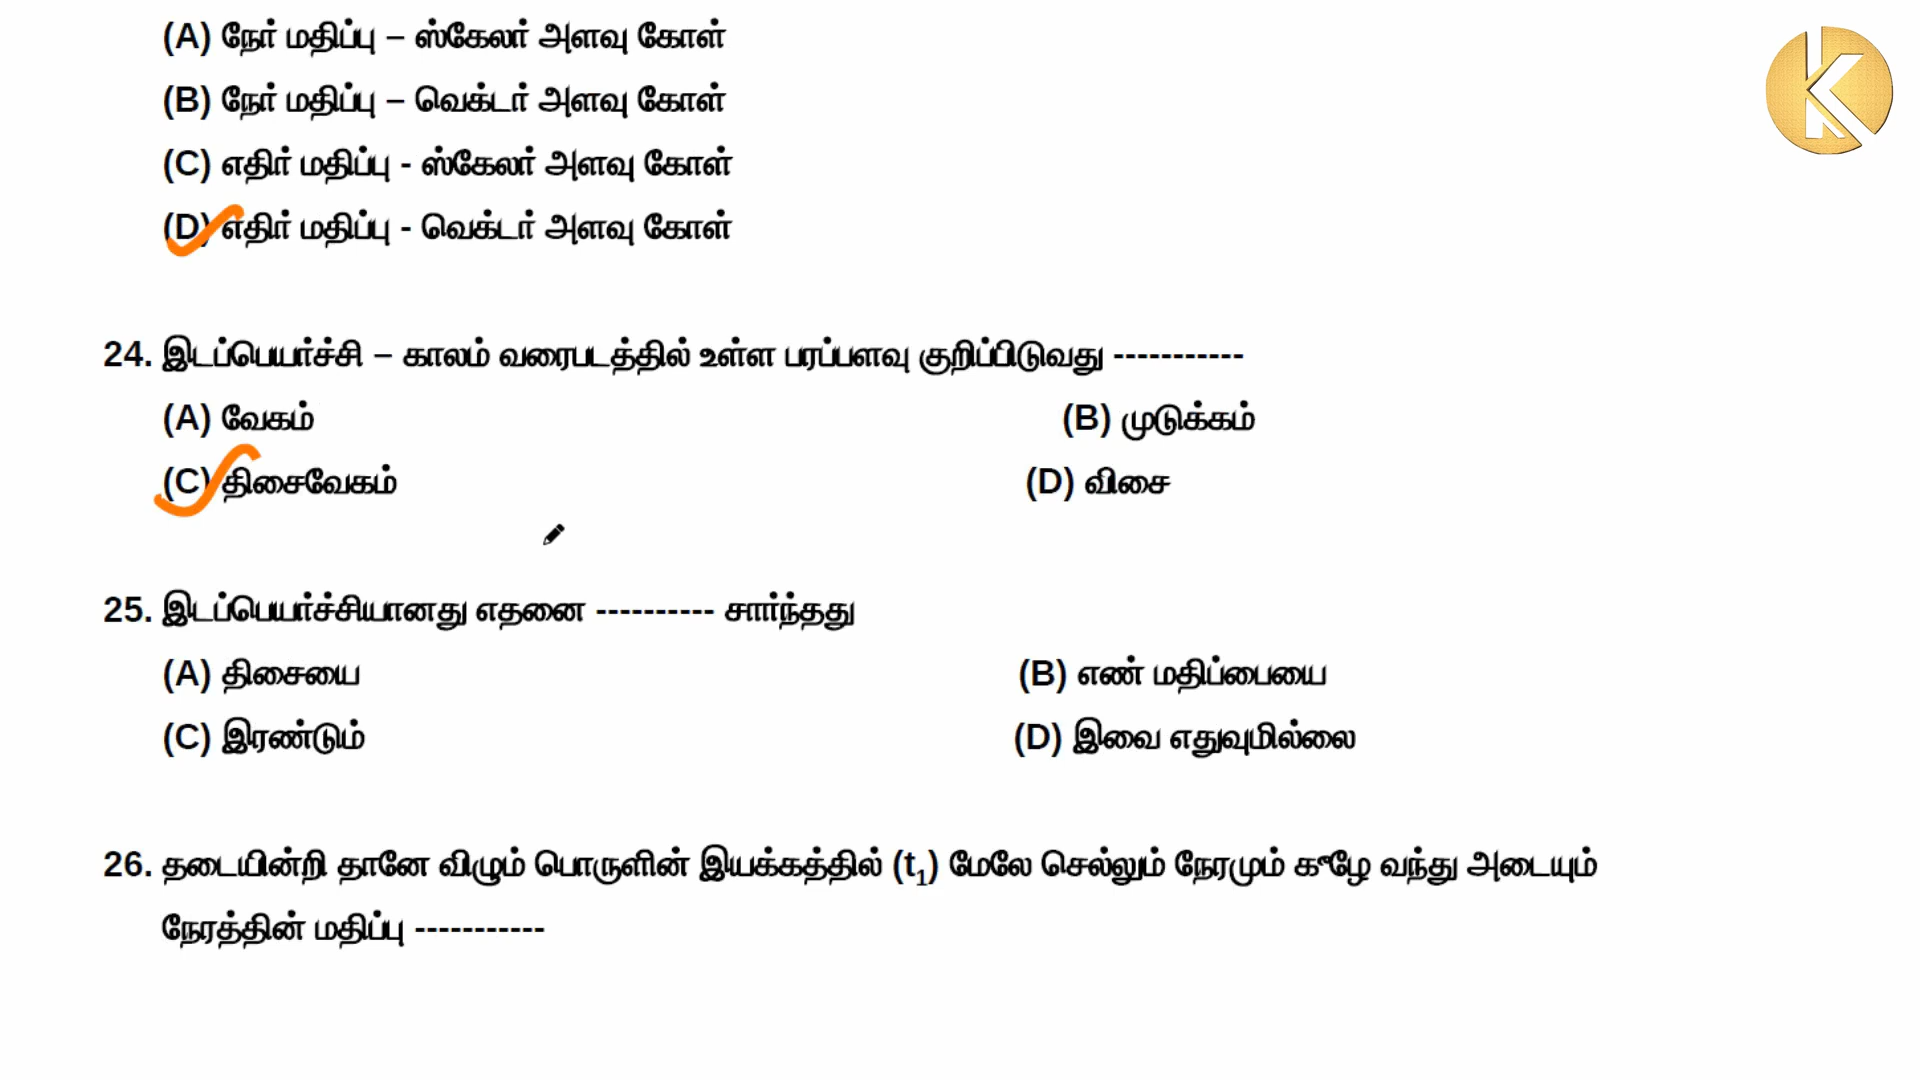 (A) நேர் மதிப்பு – ஸ்கேலர் அளவு கோள்
(B) நேர் மதிப்பு – வெக்டர் அளவு கோள்
(C) எதிர் மதிப்பு - ஸ்கேலர் அளவு கோள்
(D) எதிர் மதிப்பு - வெக்டர் அளவு கோள்
24. இடப்பெயர்ச்சி – காலம் வரைபடத்தில் உள்ள பரப்பளவு குறிப்பிடுவது -----------
(A) வேகம் (B) முடுக்கம்
(C) திசைவேகம் (D) விசை
25. இடப்பெயர்ச்சியானது எதனை ---------- சார்ந்தது
(A) திசையை (B) எண் மதிப்பையை
(C) இரண்டும் (D) இவை எதுவுமில்லை
26. தடையின்றி தானே விழும் பொருளின் இயக்கத்தில் (t₁) மேலே செல்லும் நேரமும் கீழே வந்து அடையும்
நேரத்தின் மதிப்பு -----------